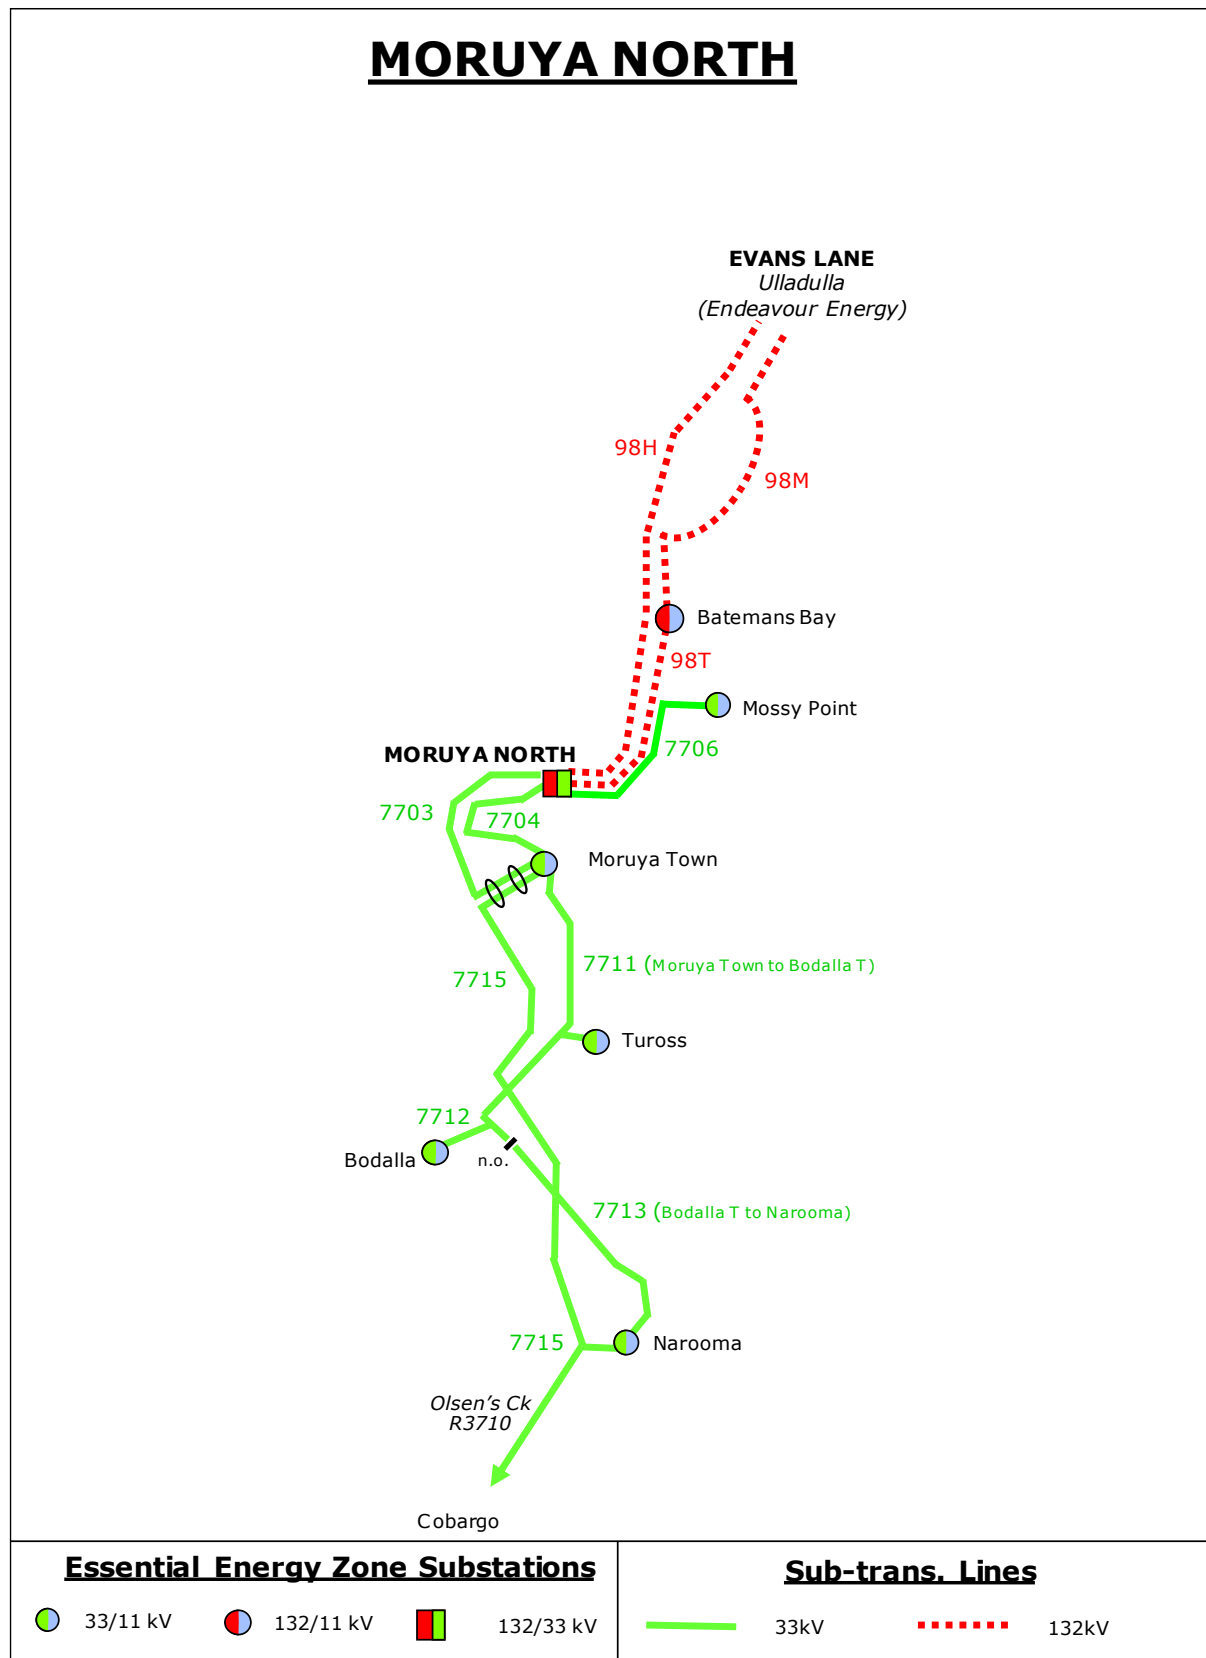 MORUYA NORTH
EVANS LANE
Ulladulla
(Endeavour Energy)
98H
98M
Batemans Bay
98T
Mossy Point
7706
MORUYA NORTH
7703
7704
Moruya Town
7711 (Moruya Town to Bodalla T)
7715
Tuross
7712
Bodalla
n.o.
7713 (Bodalla T to Narooma)
7715
Narooma
Olsen's Ck
R3710
Cobargo
Essential Energy Zone Substations
33/11 kV
132/11 kV
132/33 kV
Sub-trans. Lines
33kV
132kV